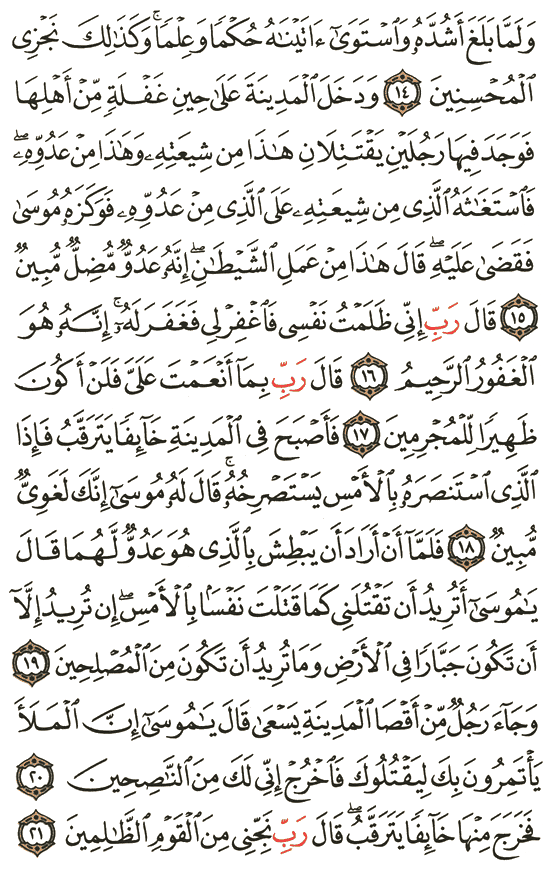 وَلَمَّا بَلَغَ أَشُدَّهُۥ وَٱسۡتَوَىٰٓ ءَاتَيۡنَٰهُ حُكۡمٗا وَعِلۡمٗاۚ وَكَذَٰلِكَ نَجۡزِي
ٱلۡمُحۡسِنِينَ ١٤ وَدَخَلَ ٱلۡمَدِينَةَ عَلَىٰ حِينِ غَفۡلَةٖ مِّنۡ أَهۡلِهَا
فَوَجَدَ فِيهَا رَجُلَيۡنِ يَقۡتَتِلَانِ هَٰذَا مِن شِيعَتِهِۦ وَهَٰذَا مِنۡ عَدُوِّهِۦۖ
فَٱسۡتَغَٰثَهُ ٱلَّذِي مِن شِيعَتِهِۦ عَلَى ٱلَّذِي مِنۡ عَدُوِّهِۦ فَوَكَزَهُۥ مُوسَىٰ
فَقَضَىٰ عَلَيۡهِۖ قَالَ هَٰذَا مِنۡ عَمَلِ ٱلشَّيۡطَٰنِۖ إِنَّهُۥ عَدُوّٞ مُّضِلّٞ مُّبِينٞ
١٥ قَالَ رَبِّ إِنِّي ظَلَمۡتُ نَفۡسِي فَٱغۡفِرۡ لِي فَغَفَرَ لَهُۥٓۚ إِنَّهُۥ هُوَ
ٱلۡغَفُورُ ٱلرَّحِيمُ ١٦ قَالَ رَبِّ بِمَآ أَنۡعَمۡتَ عَلَيَّ فَلَنۡ أَكُونَ
ظَهِيرٗا لِّلۡمُجۡرِمِينَ ١٧ فَأَصۡبَحَ فِي ٱلۡمَدِينَةِ خَآئِفٗا يَتَرَقَّبُ فَإِذَا
ٱلَّذِي ٱسۡتَنصَرَهُۥ بِٱلۡأَمۡسِ يَسۡتَصۡرِخُهُۥۚ قَالَ لَهُۥ مُوسَىٰٓ إِنَّكَ لَغَوِيّٞ
مُّبِينٞ ١٨ فَلَمَّآ أَنۡ أَرَادَ أَن يَبۡطِشَ بِٱلَّذِي هُوَ عَدُوّٞ لَّهُمَا قَالَ
يَٰمُوسَىٰٓ أَتُرِيدُ أَن تَقۡتُلَنِي كَمَا قَتَلۡتَ نَفۡسَۢا بِٱلۡأَمۡسِۖ إِن تُرِيدُ إِلَّآ
أَن تَكُونَ جَبَّارٗا فِي ٱلۡأَرۡضِ وَمَا تُرِيدُ أَن تَكُونَ مِنَ ٱلۡمُصۡلِحِينَ ١٩
وَجَآءَ رَجُلٞ مِّنۡ أَقۡصَا ٱلۡمَدِينَةِ يَسۡعَىٰ قَالَ يَٰمُوسَىٰٓ إِنَّ ٱلۡمَلَأَ
يَأۡتَمِرُونَ بِكَ لِيَقۡتُلُوكَ فَٱخۡرُجۡ إِنِّي لَكَ مِنَ ٱلنَّٰصِحِينَ ٢٠
فَخَرَجَ مِنۡهَا خَآئِفٗا يَتَرَقَّبُۖ قَالَ رَبِّ نَجِّنِي مِنَ ٱلۡقَوۡمِ ٱلظَّٰلِمِينَ ٢١